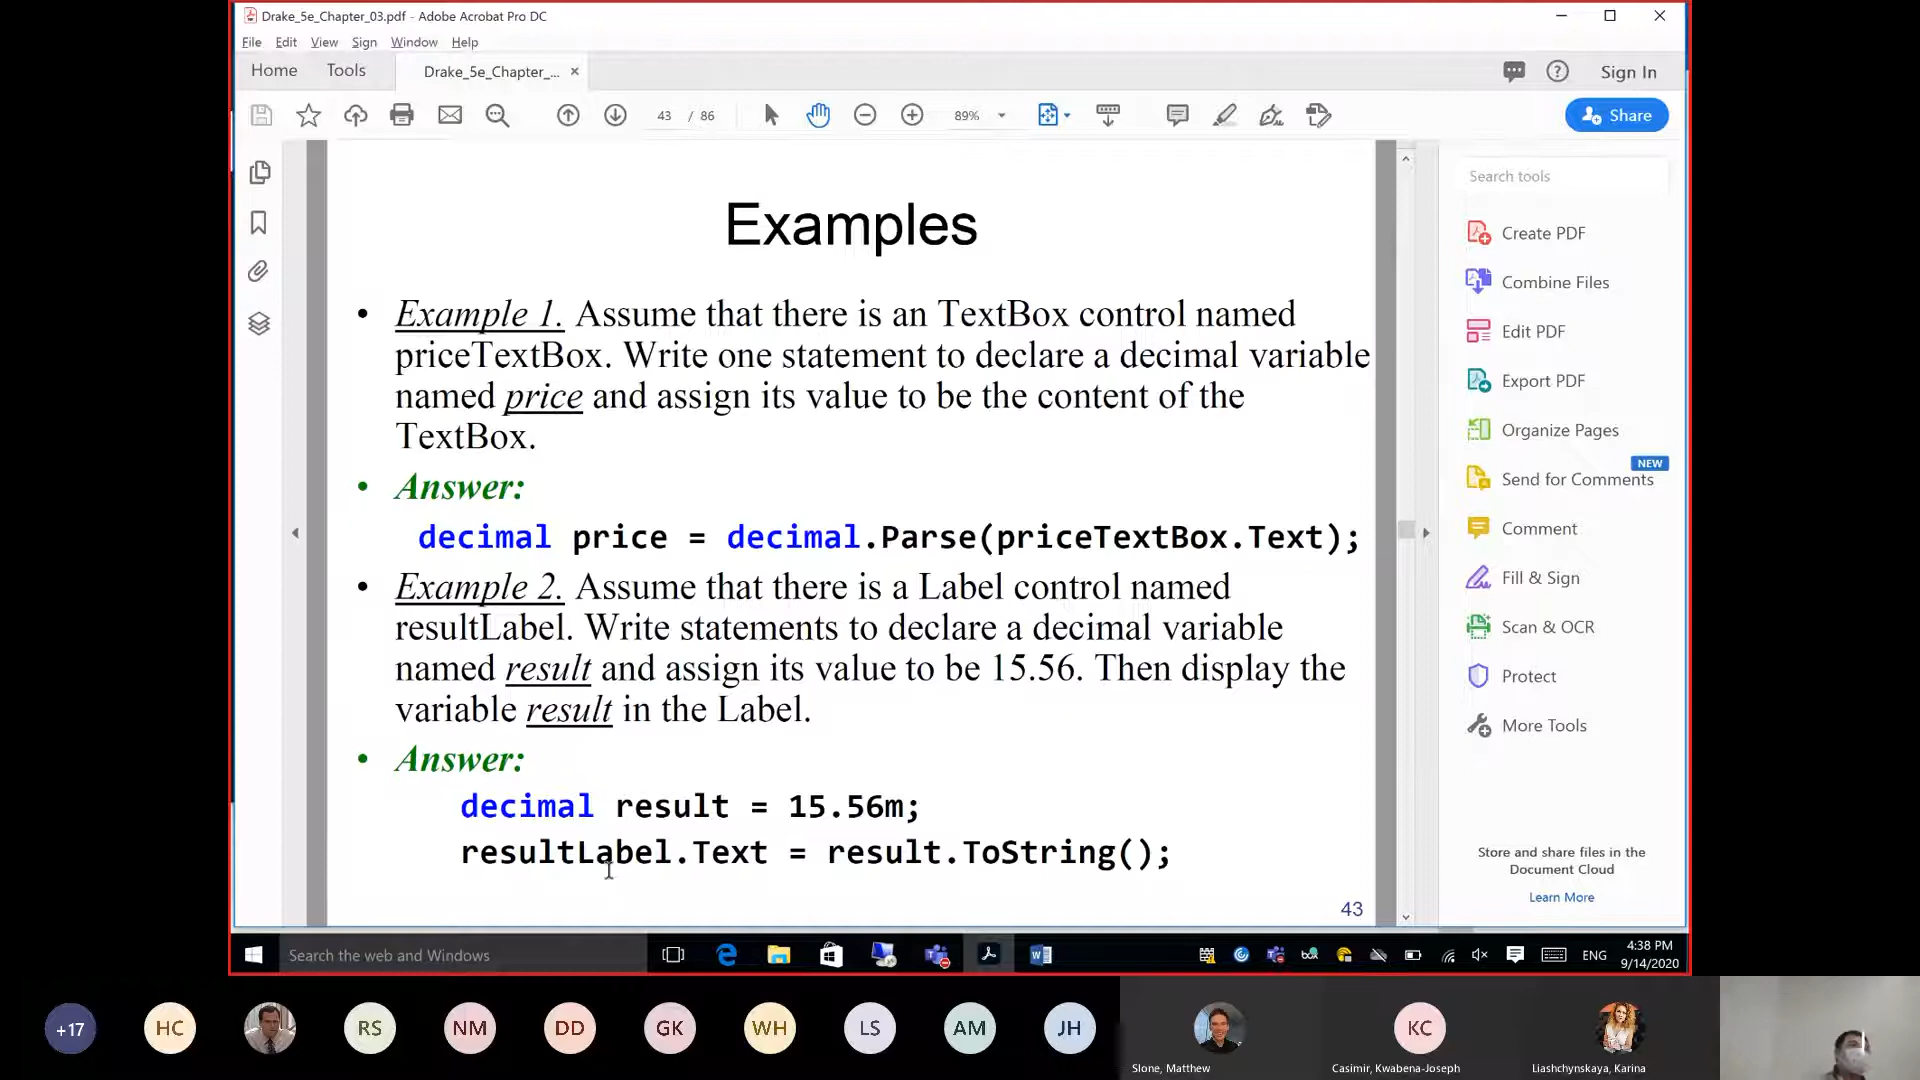 Drake_5e_Chapter_03.pdf - Adobe Acrobat Pro DC
File Edit View Sign Window Help
Home Tools Drake_5e_Chapter_... × Sign In
43 / 86 89% Share
Examples
• Example 1. Assume that there is an TextBox control named
priceTextBox. Write one statement to declare a decimal variable
named price and assign its value to be the content of the
TextBox.
• Answer:
decimal price = decimal.Parse(priceTextBox.Text);
• Example 2. Assume that there is a Label control named
resultLabel. Write statements to declare a decimal variable
named result and assign its value to be 15.56. Then display the
variable result in the Label.
• Answer:
decimal result = 15.56m;
resultLabel.Text = result.ToString();
43
Search tools
Create PDF
Combine Files
Edit PDF
Export PDF
Organize Pages
NEW
Send for Comments
Comment
Fill & Sign
Scan & OCR
Protect
More Tools
Store and share files in the
Document Cloud
Learn More
Search the web and Windows
ENG
4:38 PM
9/14/2020
+17 HC RS NM DD GK WH LS AM JH KC
Slone, Matthew
Casimir, Kwabena-Joseph
Liashchynskaya, Karina